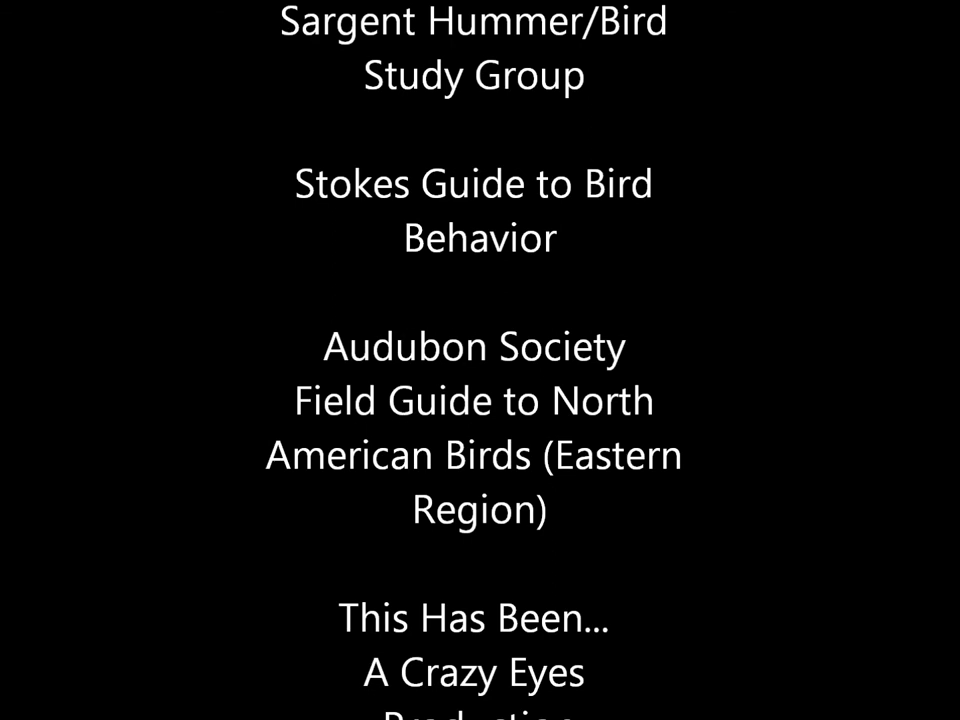 Sargent Hummer/Bird
Study Group
Stokes Guide to Bird
Behavior
Audubon Society
Field Guide to North
American Birds (Eastern
Region)
This Has Been...
A Crazy Eyes
Production